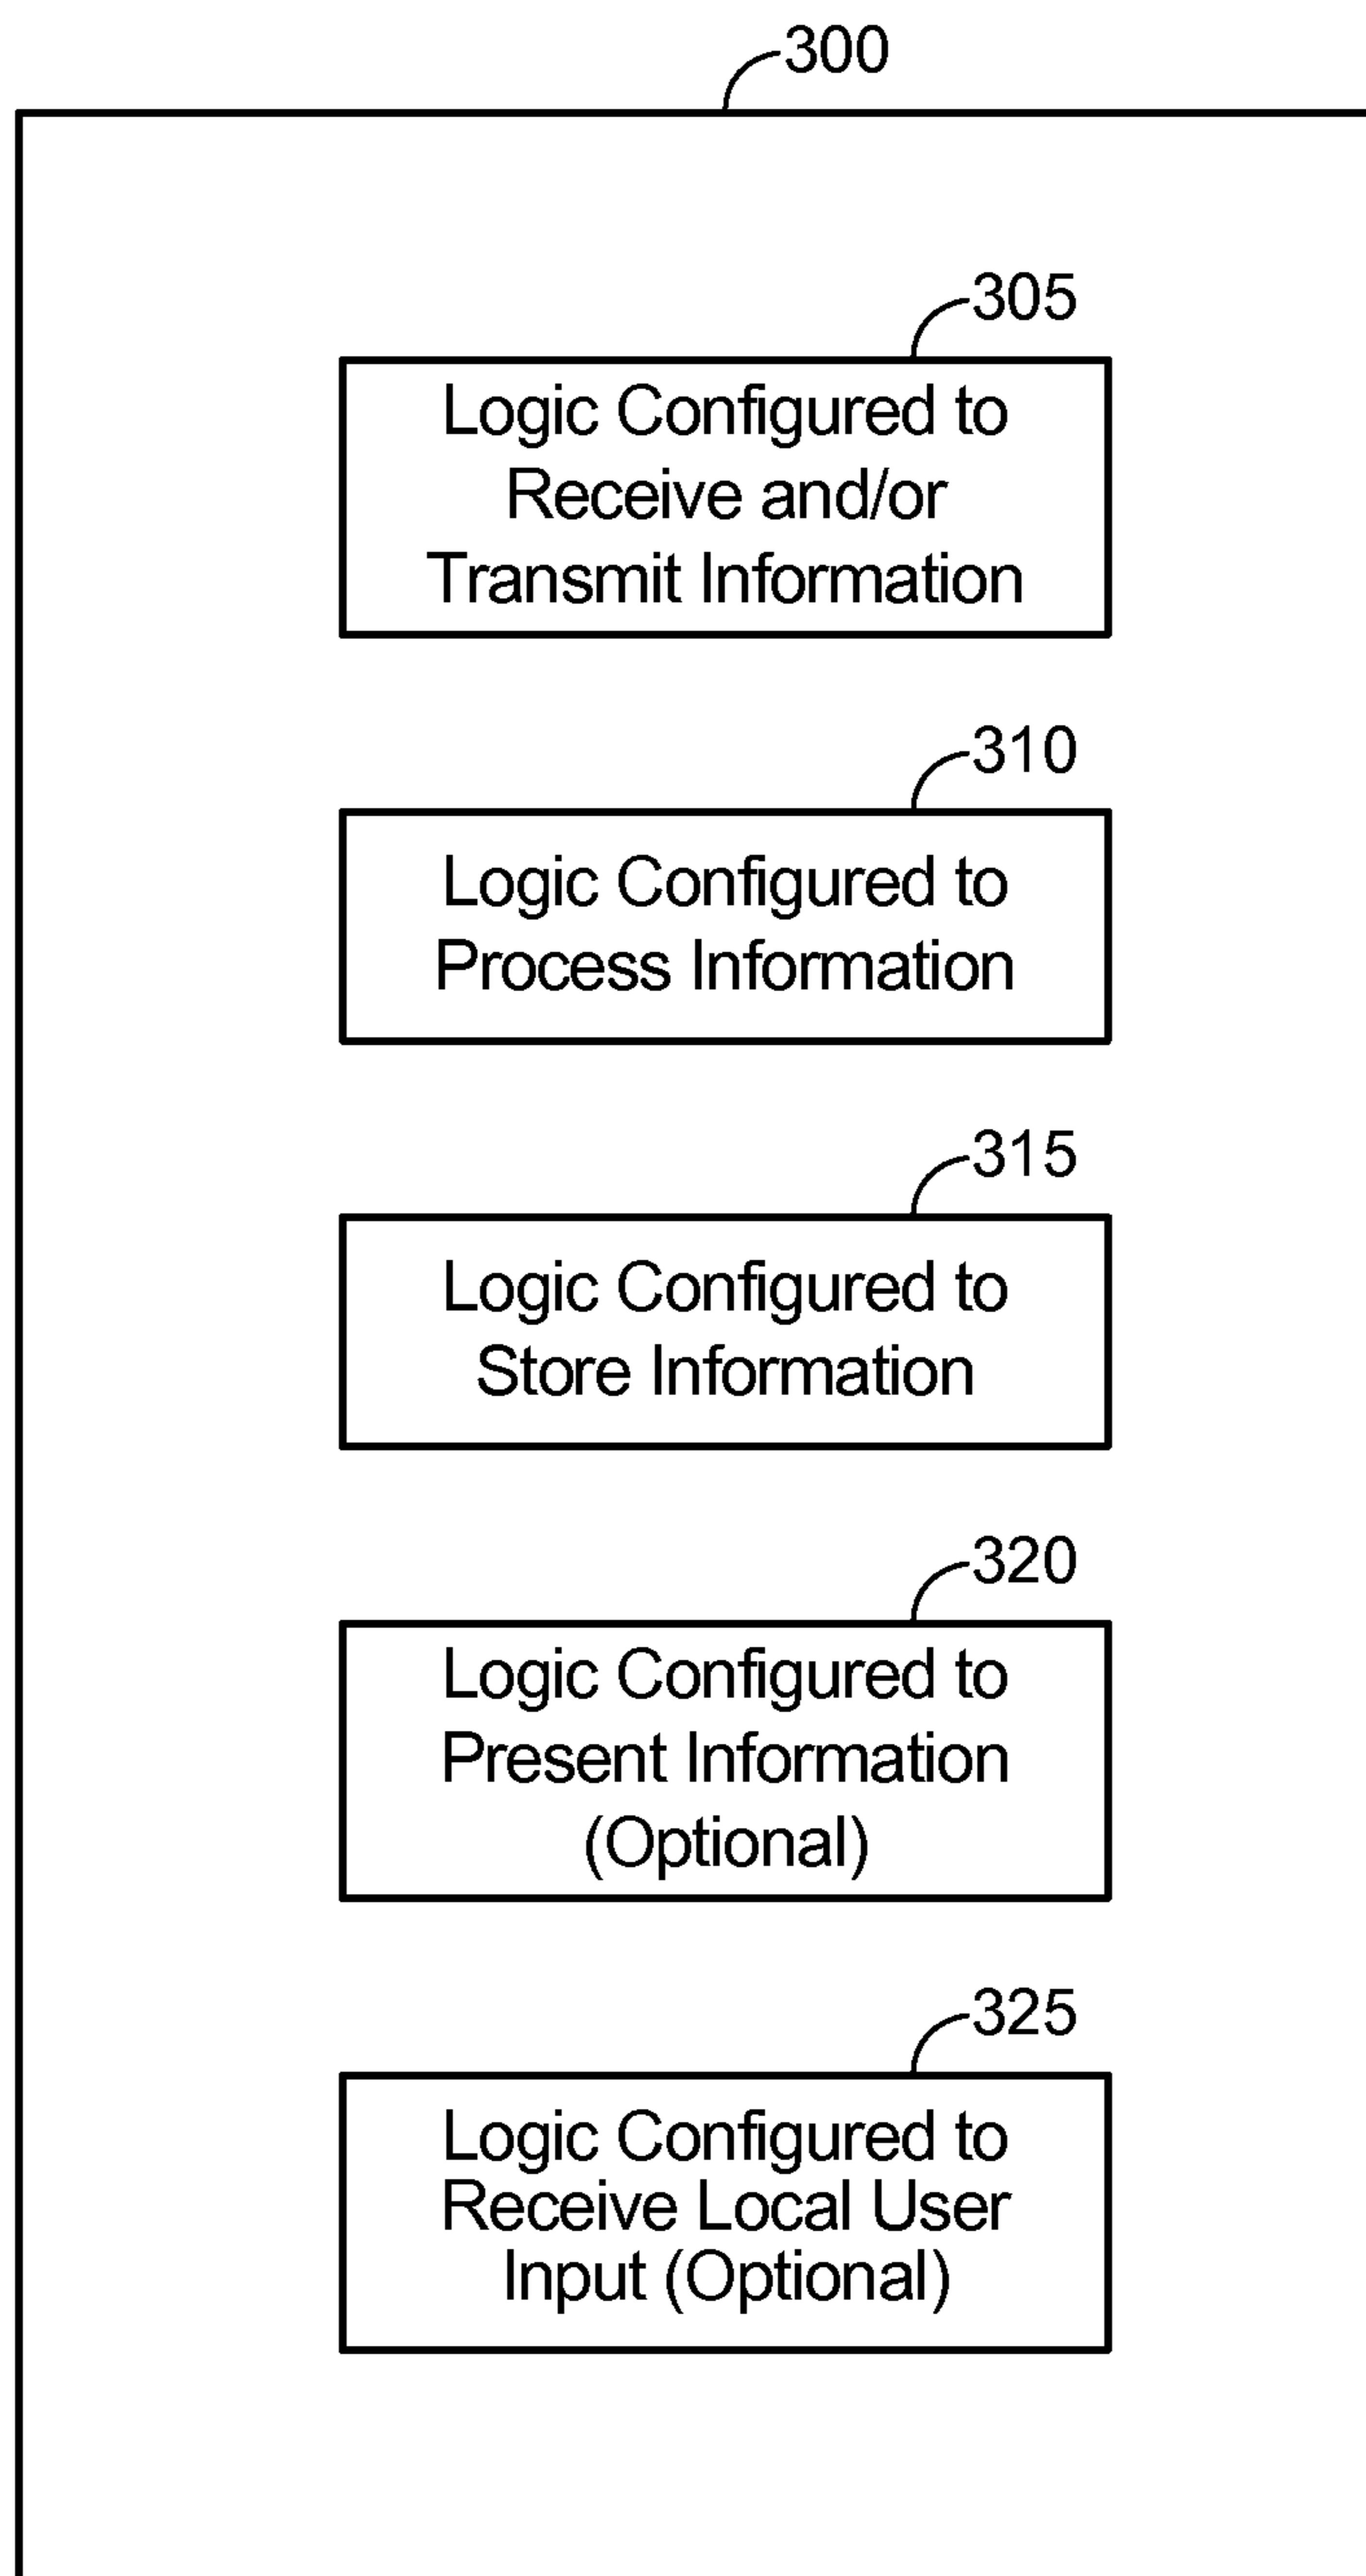 300
305
Logic Configured to
Receive and/or
Transmit Information
310
Logic Configured to
Process Information
315
Logic Configured to
Store Information
320
Logic Configured to
Present Information
(Optional)
325
Logic Configured to
Receive Local User
Input (Optional)